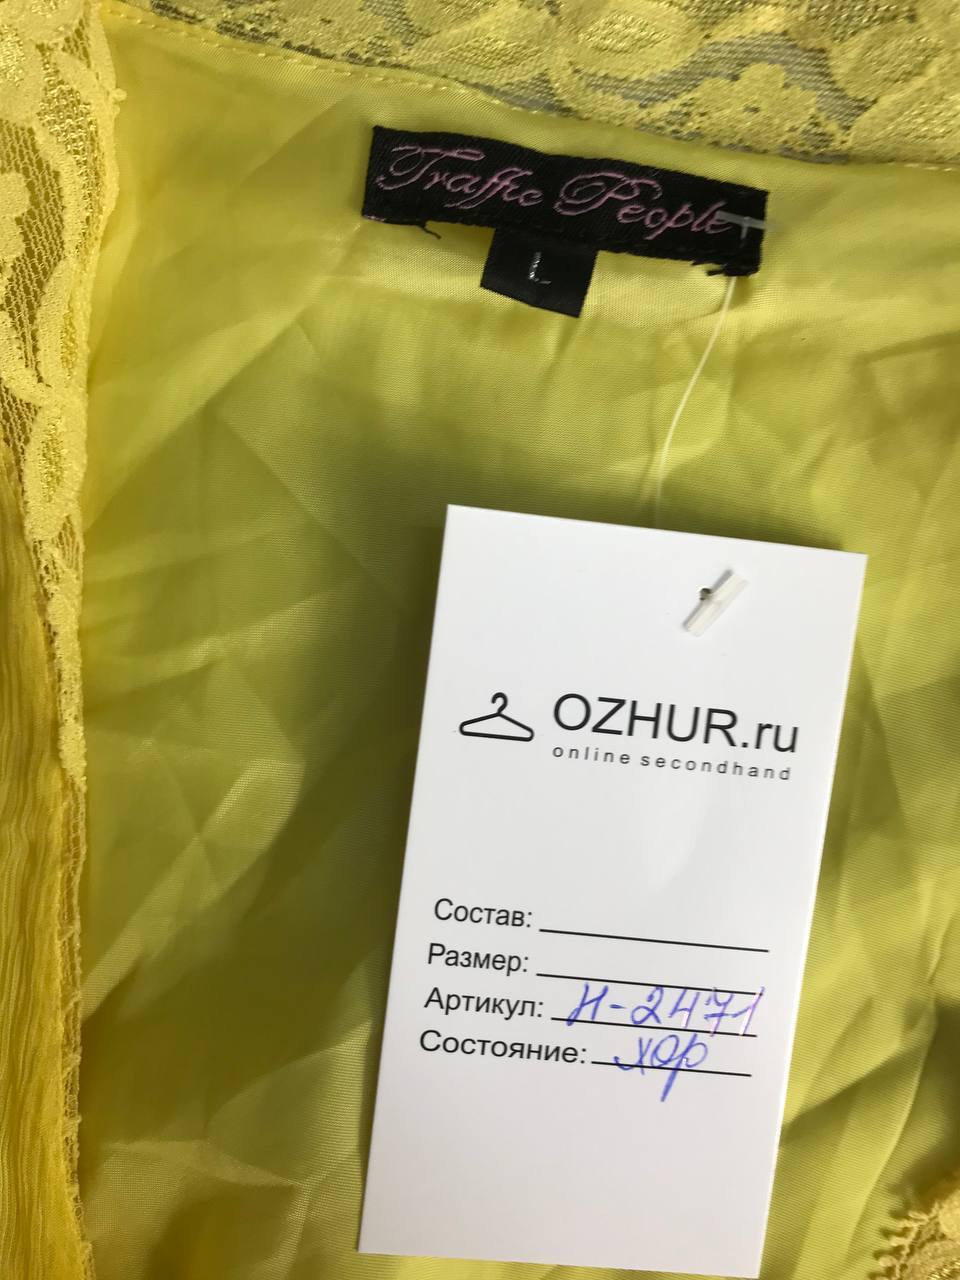 Traffic People
L
OZHUR.ru
online secondhand
Состав:
Размер:
Артикул: Н-2471
Состояние: хор